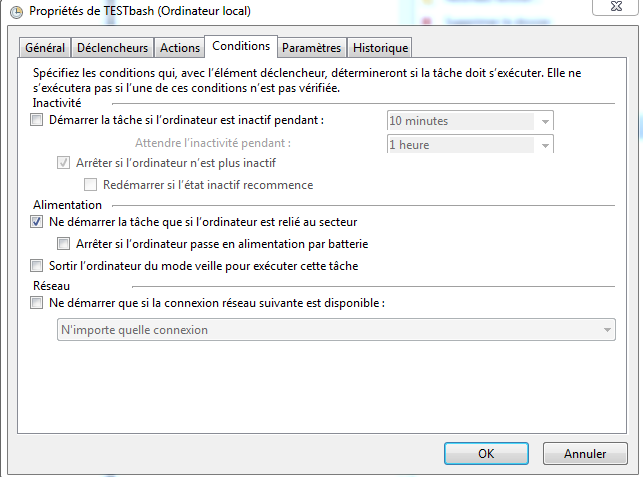 Propriétés de TESTbash (Ordinateur local)
Général
Déclencheurs
Actions
Conditions
Paramètres
Historique
Spécifiez les conditions qui, avec l'élément déclencheur, détermineront si la tâche doit s'exécuter. Elle ne
s'exécutera pas si l'une de ces conditions n'est pas vérifiée.
Inactivité
Démarrer la tâche si l'ordinateur est inactif pendant :
10 minutes
Attendre l'inactivité pendant :
1 heure
Arrêter si l'ordinateur n'est plus inactif
Redémarrer si l'état inactif recommence
Alimentation
Ne démarrer la tâche que si l'ordinateur est relié au secteur
Arrêter si l'ordinateur passe en alimentation par batterie
Sortir l'ordinateur du mode veille pour exécuter cette tâche
Réseau
Ne démarrer que si la connexion réseau suivante est disponible :
N'importe quelle connexion
OK
Annuler